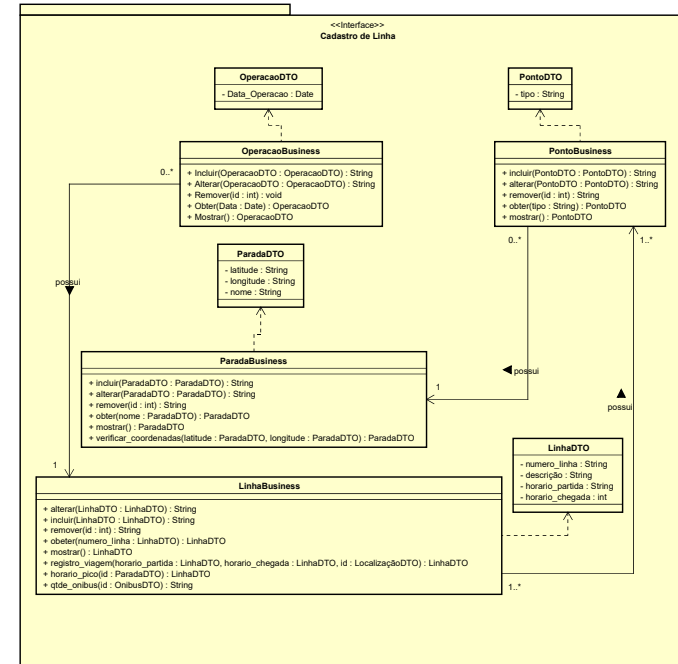 <<Interface>>
Cadastro de Linha
OperacaoDTO
- Data_Operacao : Date
PontoDTO
- tipo : String
OperacaoBusiness
+ Incluir(OperacaoDTO : OperacaoDTO) : String
+ Alterar(OperacaoDTO : OperacaoDTO) : String
+ Remover(id : int) : void
+ Obter(Data : Date) : OperacaoDTO
+ Mostrar() : OperacaoDTO
0..*
PontoBusiness
+ incluir(PontoDTO : PontoDTO) : String
+ alterar(PontoDTO : PontoDTO) : String
+ remover(id : int) : String
+ obter(tipo : String) : PontoDTO
+ mostrar() : PontoDTO
0..*
1..*
ParadaDTO
- latitude : String
- longitude : String
- nome : String
possui
ParadaBusiness
+ incluir(ParadaDTO : ParadaDTO) : String
+ alterar(ParadaDTO : ParadaDTO) : String
+ remover(id : int) : String
+ obter(nome : ParadaDTO) : ParadaDTO
+ mostrar() : ParadaDTO
+ verificar_coordenadas(latitude : ParadaDTO, longitude : ParadaDTO) : ParadaDTO
1
possui
possui
LinhaDTO
- numero_linha : String
- descrição : String
- horario_partida : String
- horario_chegada : int
1
LinhaBusiness
+ alterar(LinhaDTO : LinhaDTO) : String
+ incluir(LinhaDTO : LinhaDTO) : String
+ remover(id : int) : String
+ obeter(numero_linha : LinhaDTO) : LinhaDTO
+ mostrar() : LinhaDTO
+ registro_viagem(horario_partida : LinhaDTO, horario_chegada : LinhaDTO, id : LocalizaçãoDTO) : LinhaDTO
+ horario_pico(id : ParadaDTO) : LinhaDTO
+ qtde_onibus(id : OnibusDTO) : String
1..*